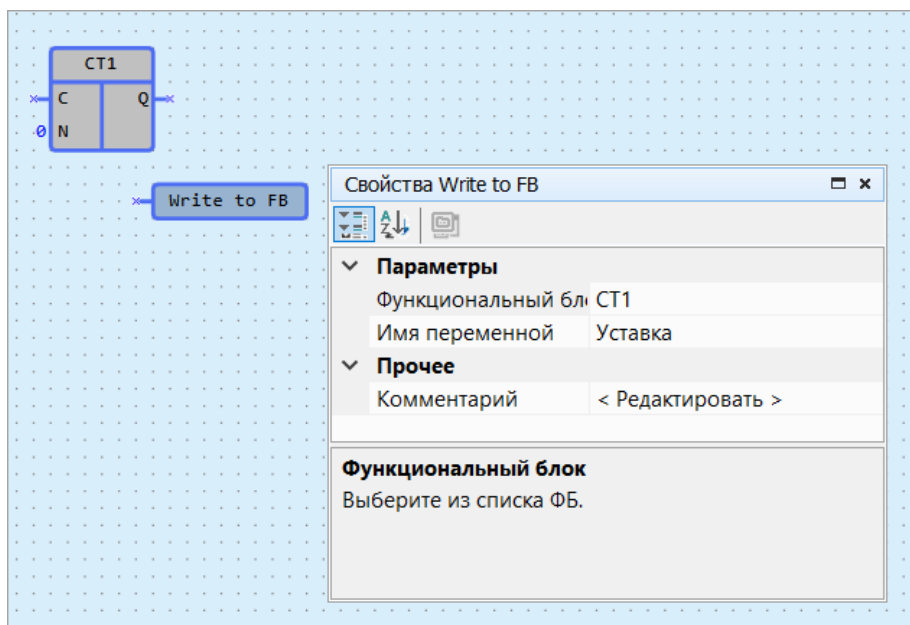 CT1
C Q
0 N
Write to FB
Свойства Write to FB
Параметры
Функциональный бл CT1
Имя переменной Уставка
Прочее
Комментарий < Редактировать >
Функциональный блок
Выберите из списка ФБ.